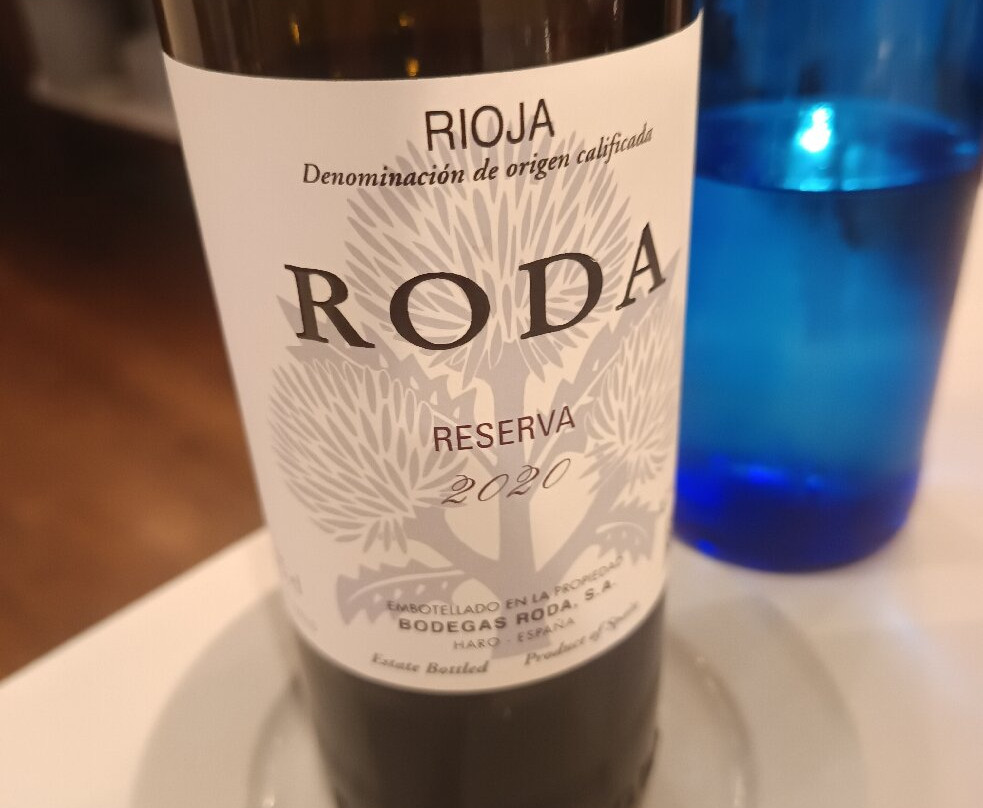 RIOJA
Denominación de origen calificada
RODA
RESERVA
2020
EMBOTELLADO EN LA PROPIEDAD
BODEGAS RODA, S.A.
HARO - ESPAÑA
Estate Bottled Product of Spain